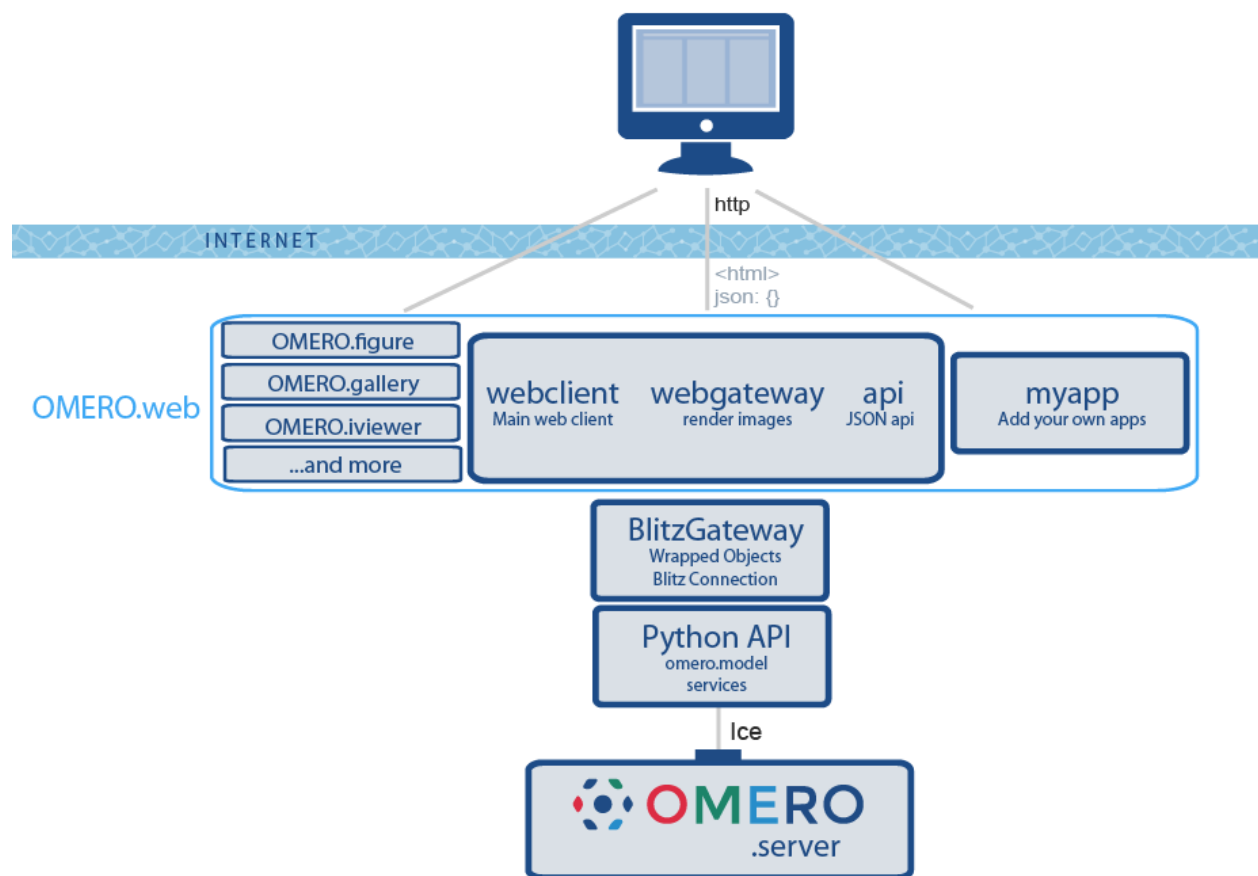 http
INTERNET
<html>
json: {}
OMERO.web
OMERO.figure
OMERO.gallery
OMERO.iviewer
...and more
webclient
Main web client
webgateway
render images
api
JSON api
myapp
Add your own apps
BlitzGateway
Wrapped Objects
Blitz Connection
Python API
omero.model
services
Ice
OMERO
.server